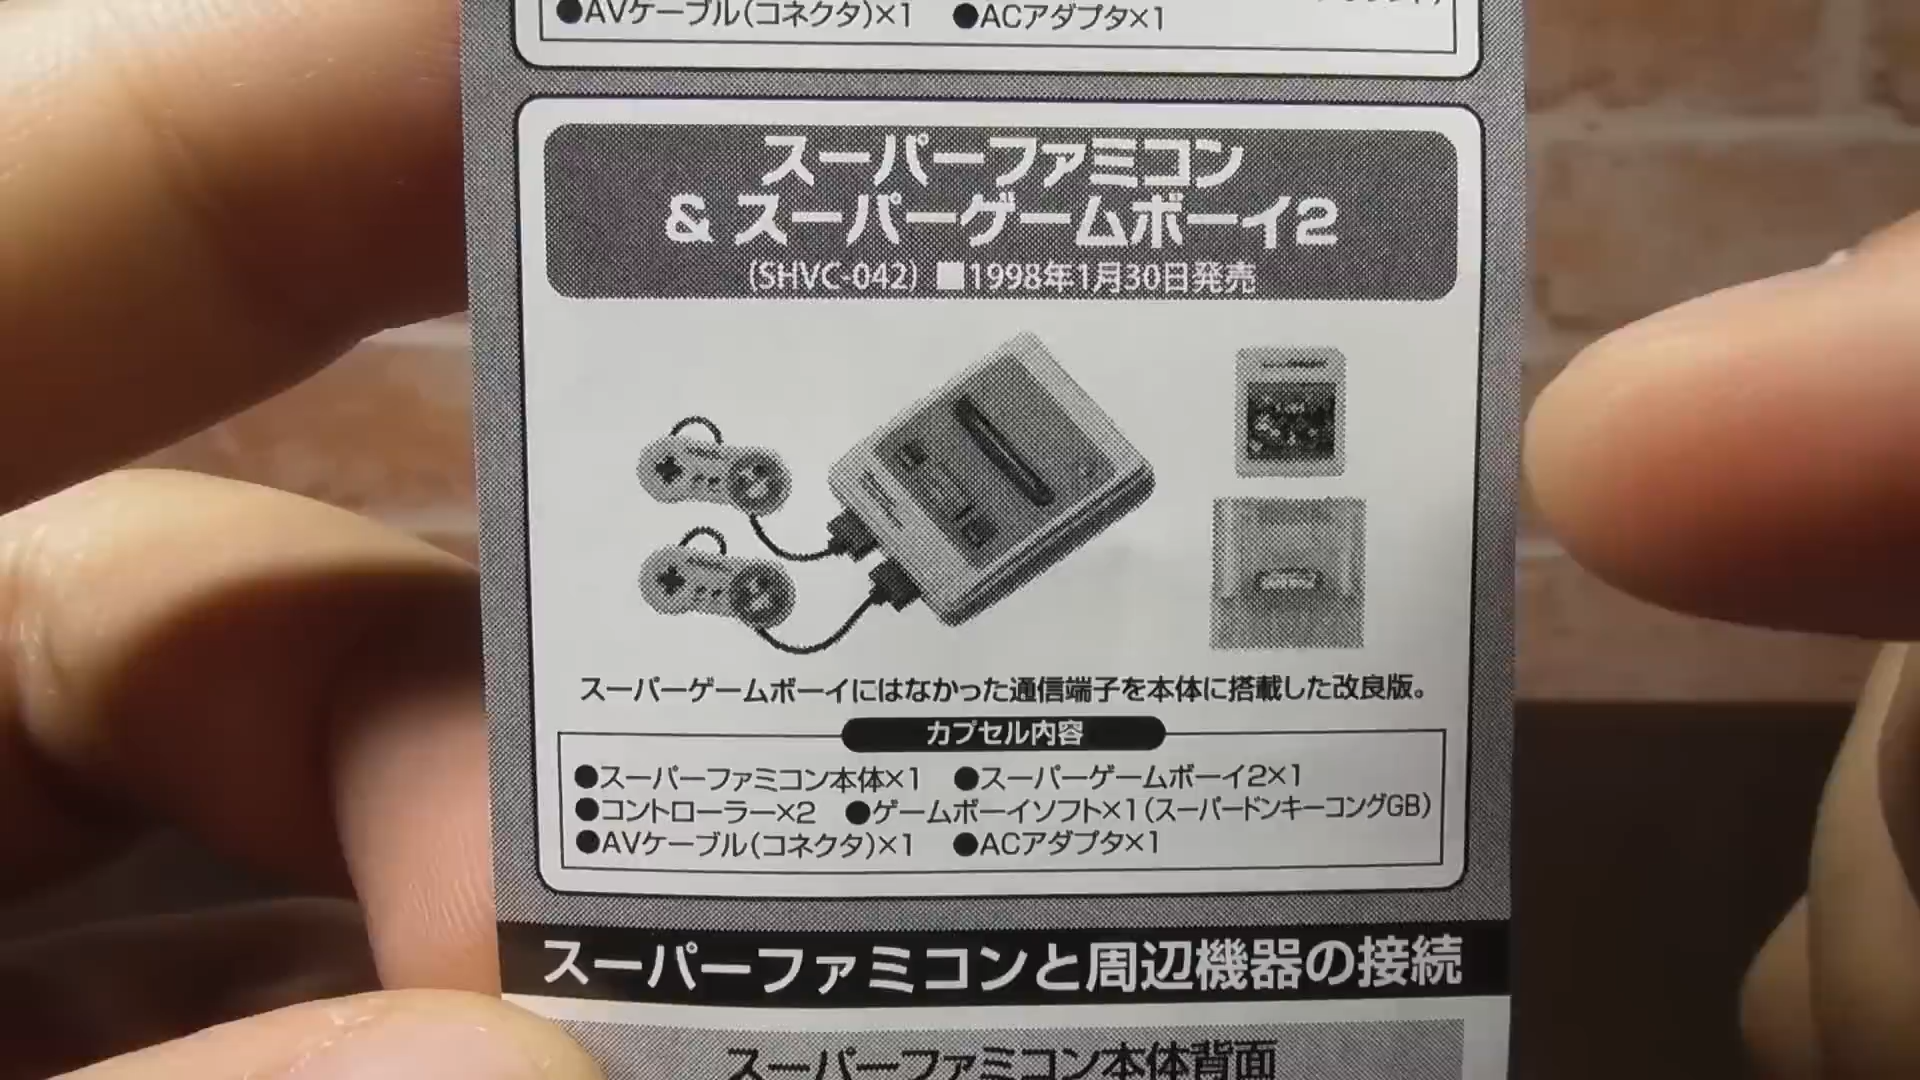 ●AVケーブル(コネクタ)×1 ●ACアダプタ×1
スーパーファミコン
& スーパーゲームボーイ2
(SHVC-042) ■1998年1月30日発売
スーパーゲームボーイにはなかった通信端子を本体に搭載した改良版。
カプセル内容
●スーパーファミコン本体×1 ●スーパーゲームボーイ2×1
●コントローラー×2 ●ゲームボーイソフト×1(スーパードンキーコングGB)
●AVケーブル(コネクタ)×1 ●ACアダプタ×1
スーパーファミコンと周辺機器の接続
スーパーファミコン本体背面